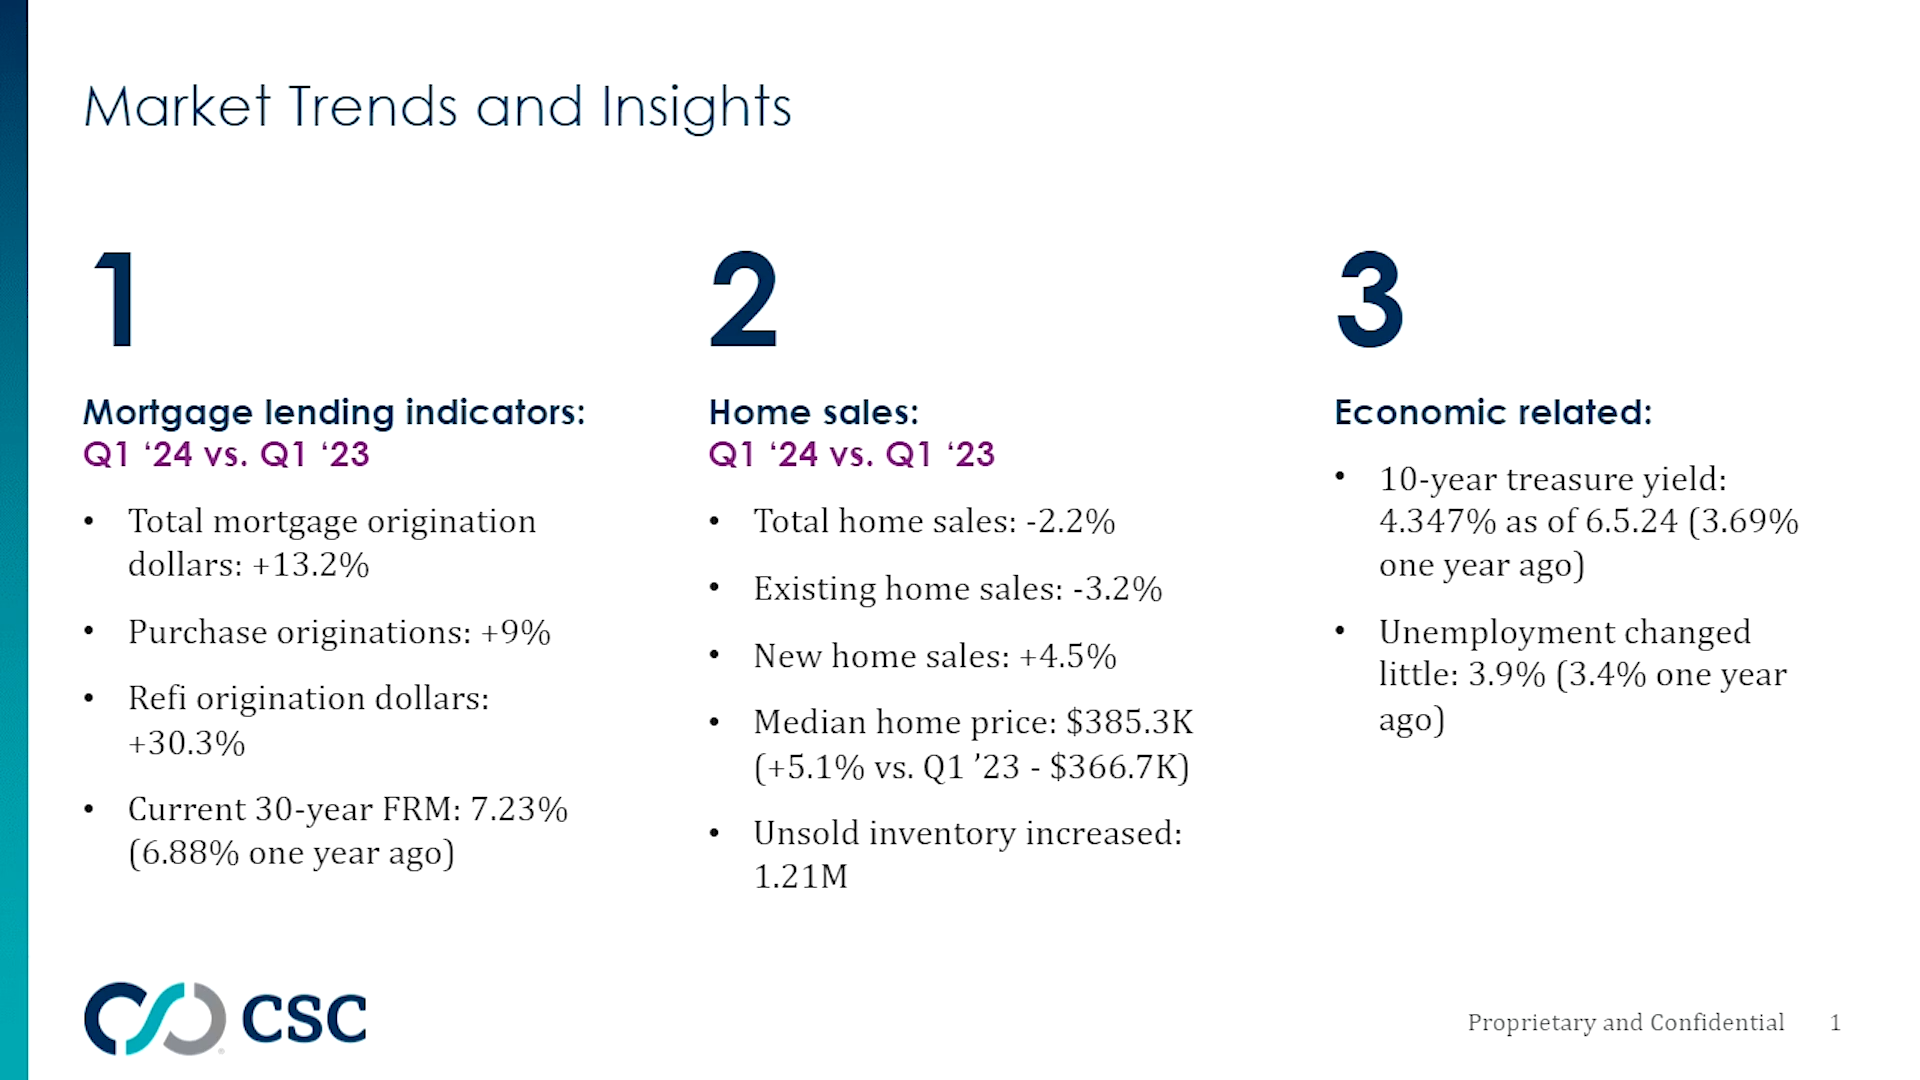 Market Trends and Insights
1
Mortgage lending indicators:
Q1 ‘24 vs. Q1 ‘23
• Total mortgage origination
dollars: +13.2%
• Purchase originations: +9%
• Refi origination dollars:
+30.3%
• Current 30-year FRM: 7.23%
(6.88% one year ago)
2
Home sales:
Q1 ‘24 vs. Q1 ‘23
• Total home sales: -2.2%
• Existing home sales: -3.2%
• New home sales: +4.5%
• Median home price: $385.3K
(+5.1% vs. Q1 ’23 - $366.7K)
• Unsold inventory increased:
1.21M
3
Economic related:
• 10-year treasure yield:
4.347% as of 6.5.24 (3.69%
one year ago)
• Unemployment changed
little: 3.9% (3.4% one year
ago)
CSC
Proprietary and Confidential 1